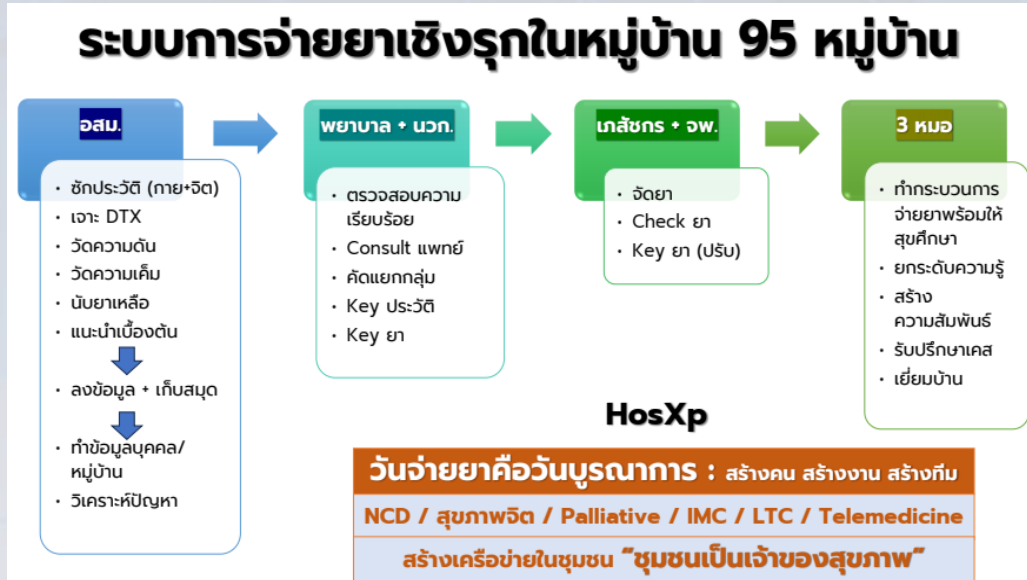 ระบบการจ่ายยาเชิงรุกในหมู่บ้าน 95 หมู่บ้าน
อสม.
• ซักประวัติ (กาย+จิต)
• เจาะ DTX
• วัดความดัน
• วัดความเค็ม
• นับยาเหลือ
• แนะนำเบื้องต้น
• ลงข้อมูล + เก็บสมุด
• ทำข้อมูลบุคคล/
หมู่บ้าน
• วิเคราะห์ปัญหา
พยาบาล + นวก.
• ตรวจสอบความ
เรียบร้อย
• Consult แพทย์
• คัดแยกกลุ่ม
• Key ประวัติ
• Key ยา
เภสัชกร + จพ.
• จัดยา
• Check ยา
• Key ยา (ปรับ)
3 หมอ
• ทำกระบวนการ
จ่ายยาพร้อมให้
สุขศึกษา
• ยกระดับความรู้
• สร้าง
ความสัมพันธ์
• รับปรึกษาเคส
• เยี่ยมบ้าน
HosXp
วันจ่ายยาคือวันบูรณาการ : สร้างคน สร้างงาน สร้างทีม
NCD / สุขภาพจิต / Palliative / IMC / LTC / Telemedicine
สร้างเครือข่ายในชุมชน “ชุมชนเป็นเจ้าของสุขภาพ”